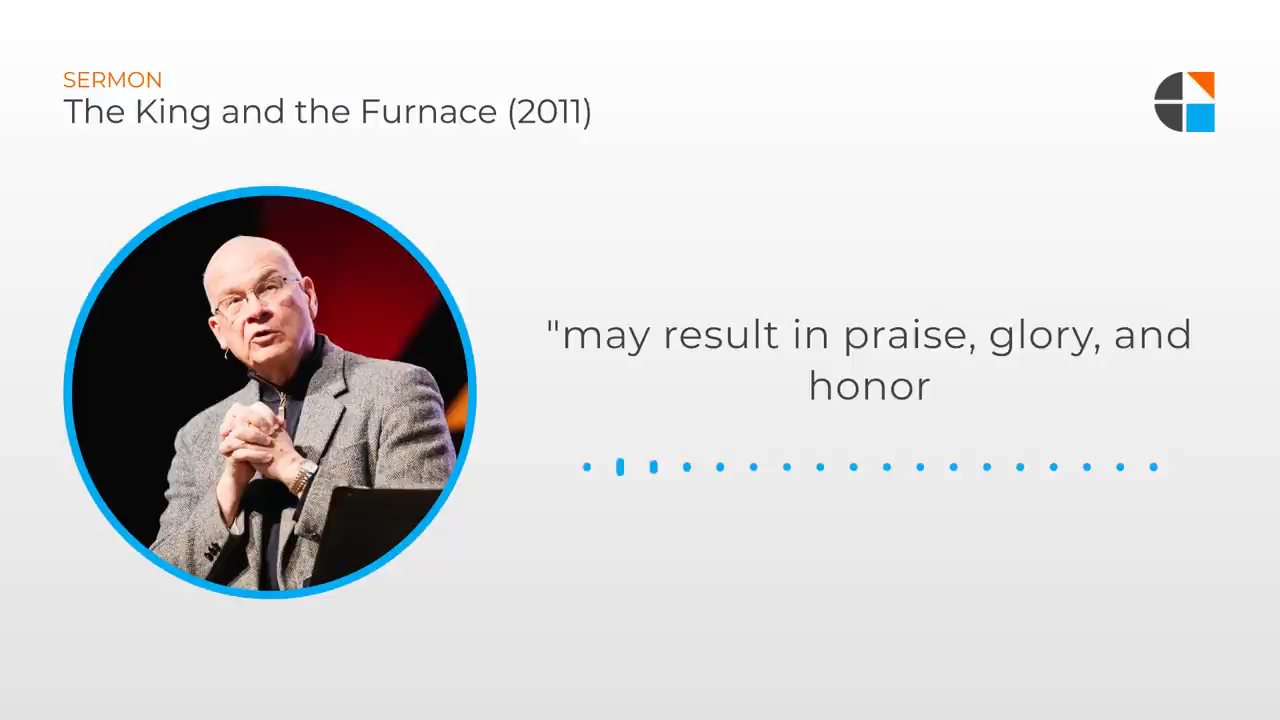 SERMON
The King and the Furnace (2011)
"may result in praise, glory, and
honor